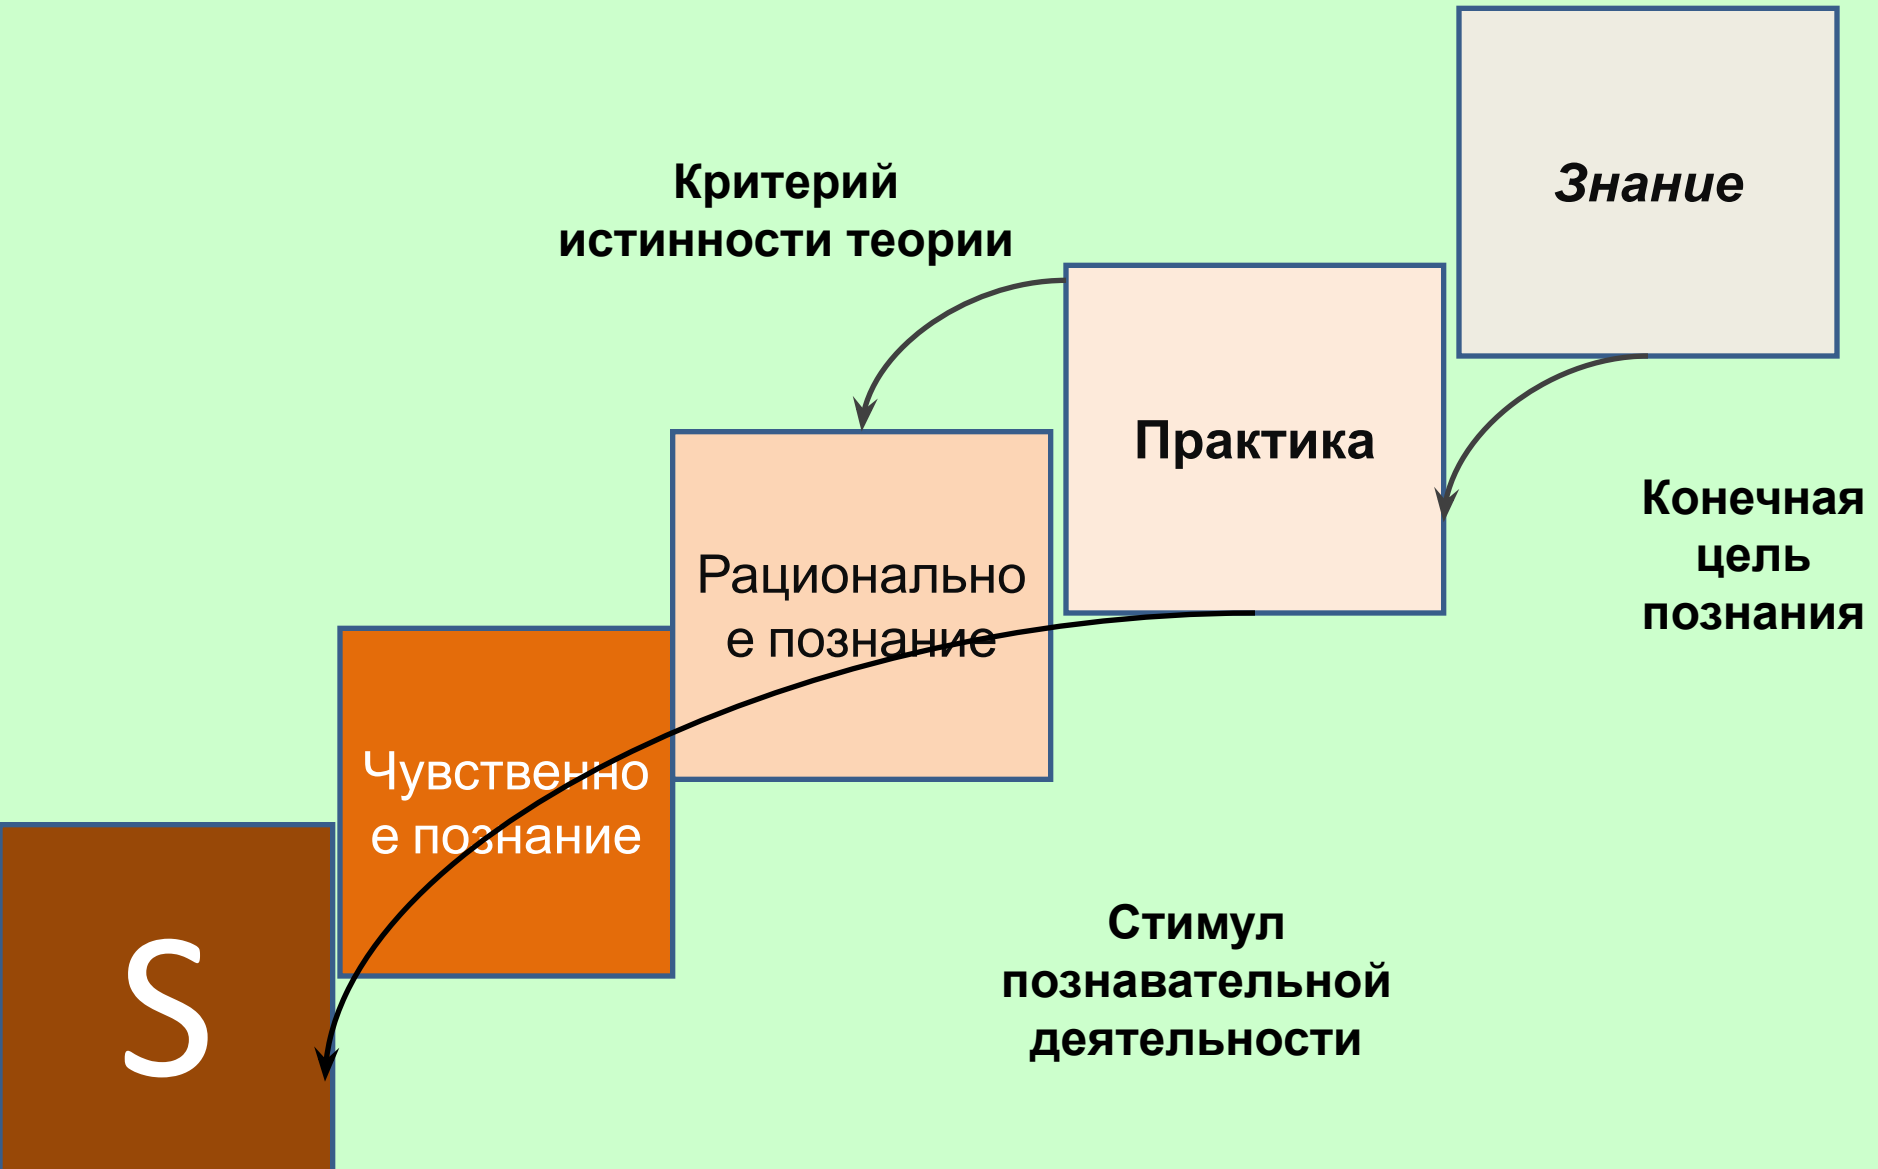 Знание
Критерий
истинности теории
Практика
Конечная
цель
познания
Рационально
е познание
Чувственно
е познание
S
Стимул
познавательной
деятельности